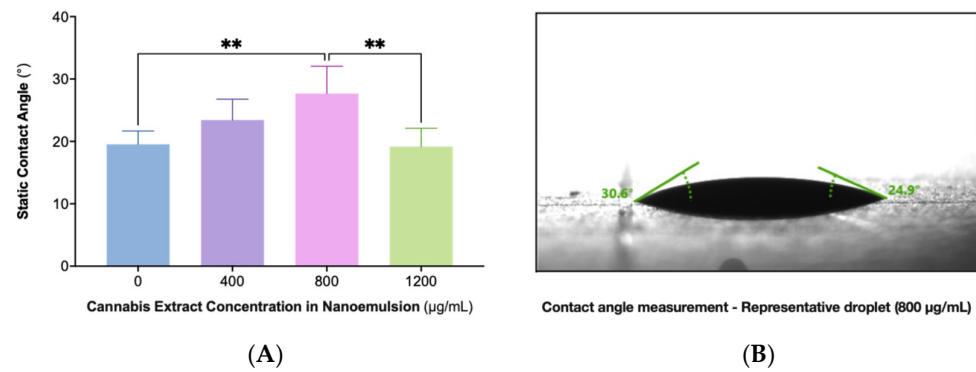 40
30
20
10
0
Static Contact Angle (°)
** **
0 400 800 1200
Cannabis Extract Concentration in Nanoemulsion (μg/mL)
(A)
30.6°
24.9°
Contact angle measurement - Representative droplet (800 μg/mL)
(B)